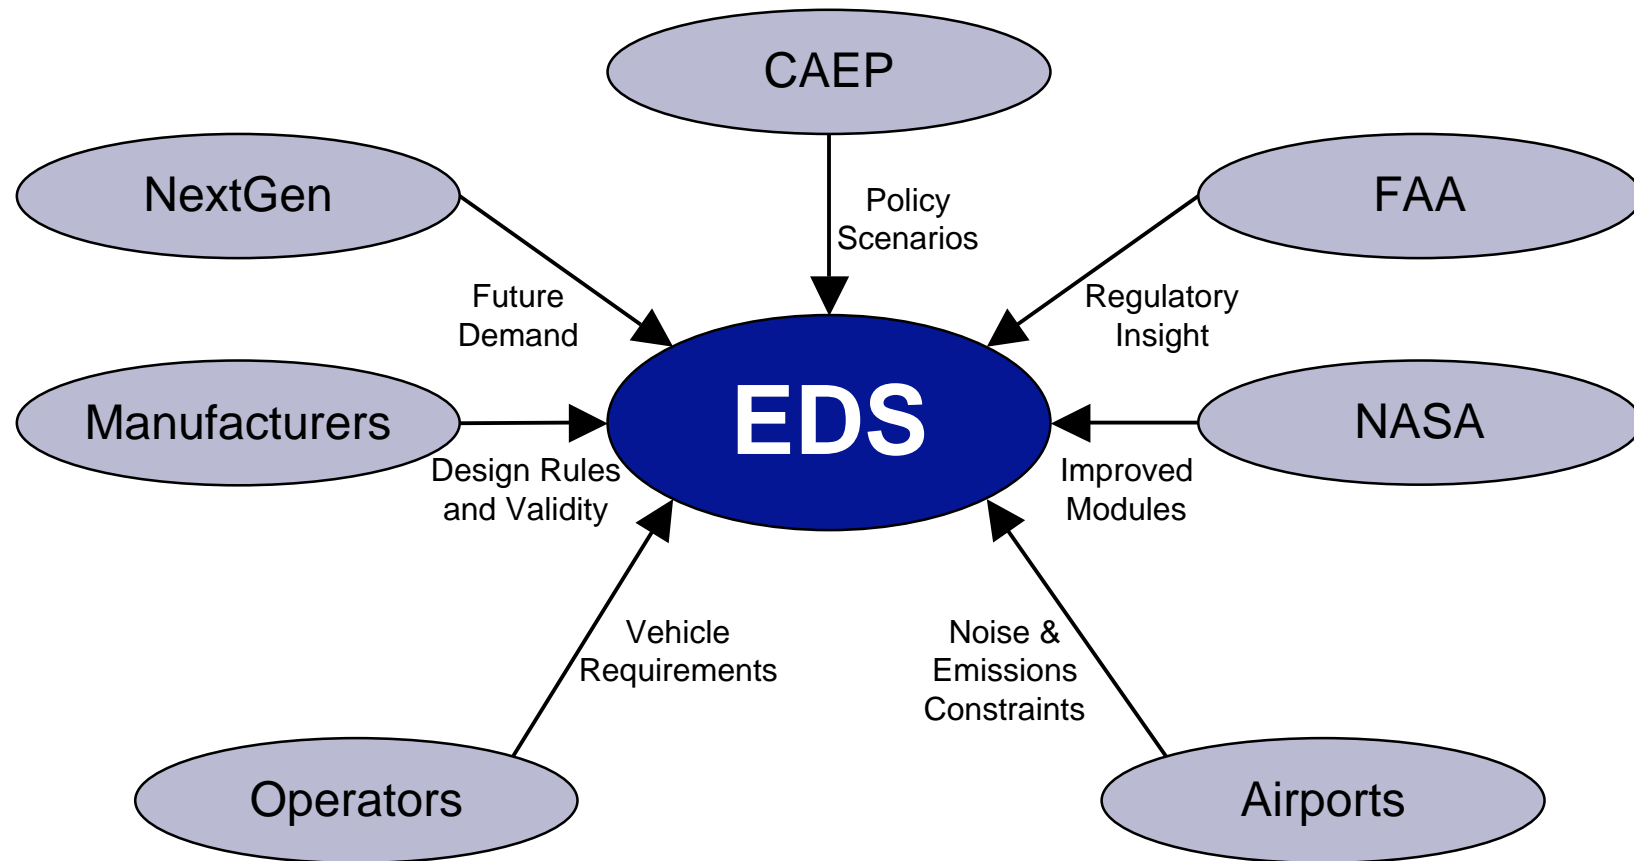 CAEP
NextGen
FAA
Policy
Scenarios
Future
Demand
Regulatory
Insight
Manufacturers
EDS
NASA
Design Rules
and Validity
Improved
Modules
Vehicle
Requirements
Noise &
Emissions
Constraints
Operators
Airports